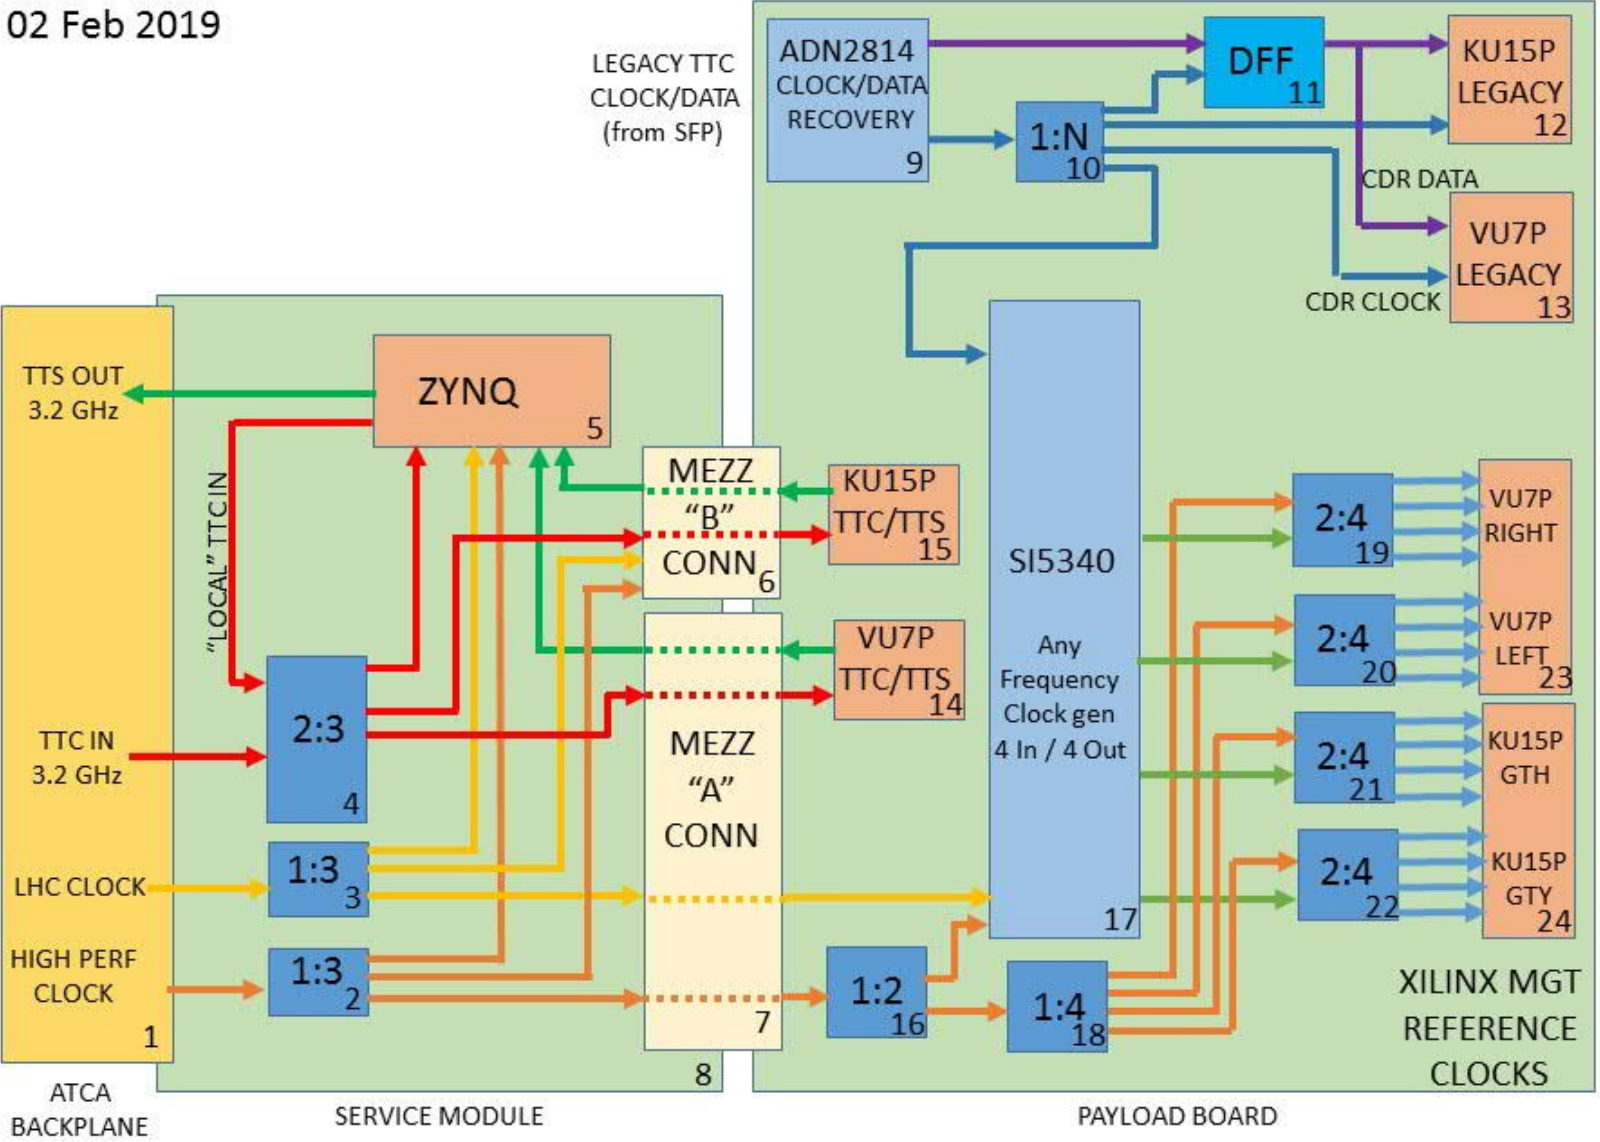 02 Feb 2019
LEGACY TTC
CLOCK/DATA
(from SFP)
ADN2814
CLOCK/DATA
RECOVERY
9
1:N
10
DFF
11
KU15P
LEGACY
12
CDR DATA
VU7P
LEGACY
13
CDR CLOCK
TTS OUT
3.2 GHz
ZYNQ
5
"LOCAL" TTC IN
TTC IN
3.2 GHz
2:3
4
LHC CLOCK
1:3
3
HIGH PERF
CLOCK
1
1:3
2
MEZZ
"B"
CONN
6
MEZZ
"A"
CONN
7
8
KU15P
TTC/TTS
15
VU7P
TTC/TTS
14
SI5340
Any
Frequency
Clock gen
4 In / 4 Out
17
1:2
16
1:4
18
2:4
19
2:4
20
2:4
21
2:4
22
VU7P
RIGHT
VU7P
LEFT
23
KU15P
GTH
KU15P
GTY
24
XILINX MGT
REFERENCE
CLOCKS
ATCA
BACKPLANE
SERVICE MODULE
PAYLOAD BOARD